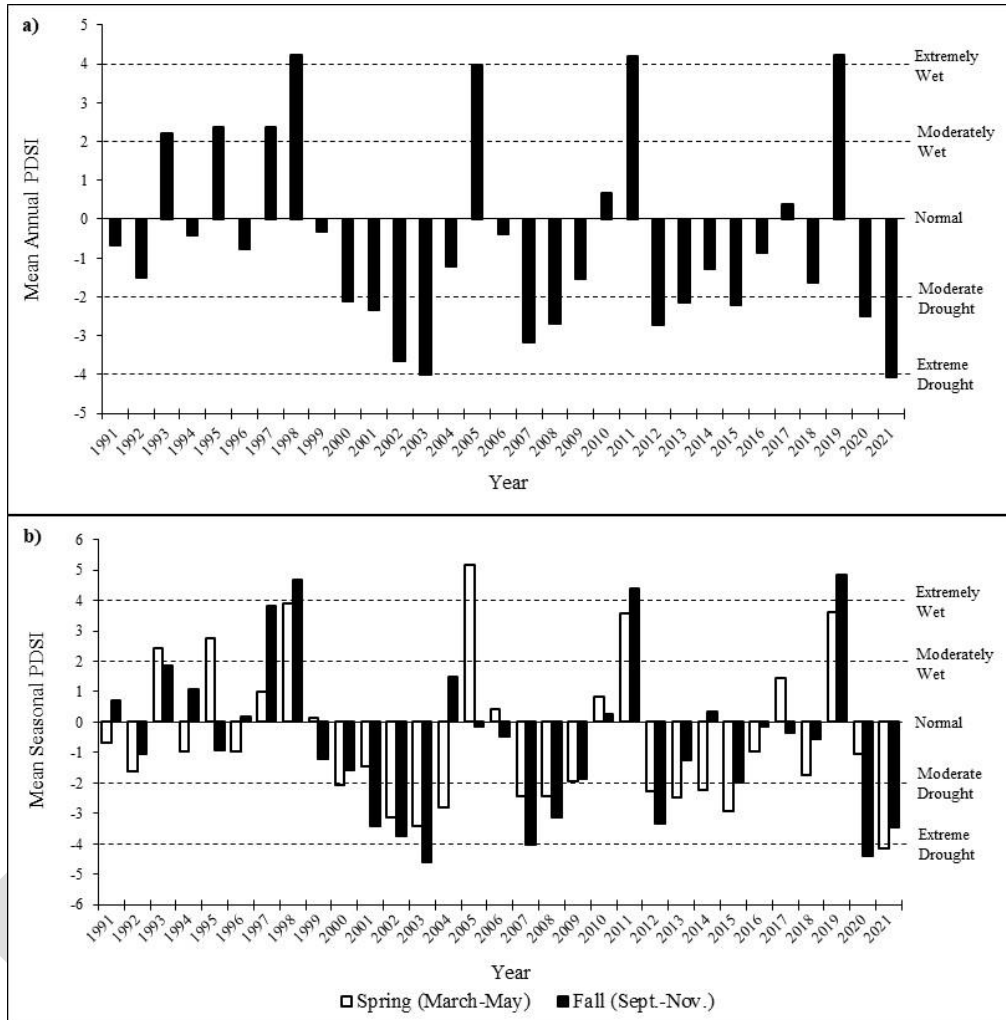 a)
5
4
3
2
1
0
-1
-2
-3
-4
-5
Mean Annual PDSI
Extremely
Wet
Moderately
Wet
Normal
Moderate
Drought
Extreme
Drought
1991 1992 1993 1994 1995 1996 1997 1998 1999 2000 2001 2002 2003 2004 2005 2006 2007 2008 2009 2010 2011 2012 2013 2014 2015 2016 2017 2018 2019 2020 2021
Year
b)
6
5
4
3
2
1
0
-1
-2
-3
-4
-5
-6
Mean Seasonal PDSI
Extremely
Wet
Moderately
Wet
Normal
Moderate
Drought
Extreme
Drought
1991 1992 1993 1994 1995 1996 1997 1998 1999 2000 2001 2002 2003 2004 2005 2006 2007 2008 2009 2010 2011 2012 2013 2014 2015 2016 2017 2018 2019 2020 2021
Year
Spring (March-May) Fall (Sept.-Nov.)